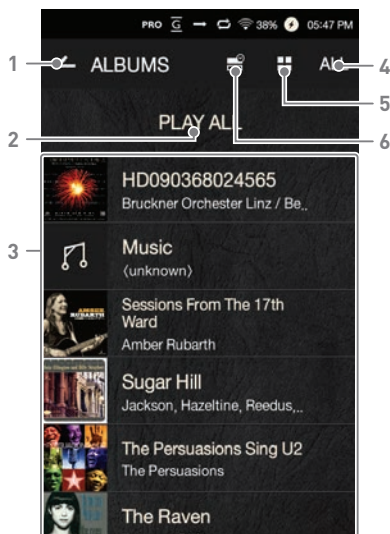 PRO G 38% 05:47 PM
1 ALBUMS 4
5
6
2 PLAY ALL
3
HD090368024565
Bruckner Orchester Linz / Be..
Music
(unknown)
Sessions From The 17th
Ward
Amber Rubarth
Sugar Hill
Jackson, Hazeltine, Reedus,..
The Persuasions Sing U2
The Persuasions
The Raven